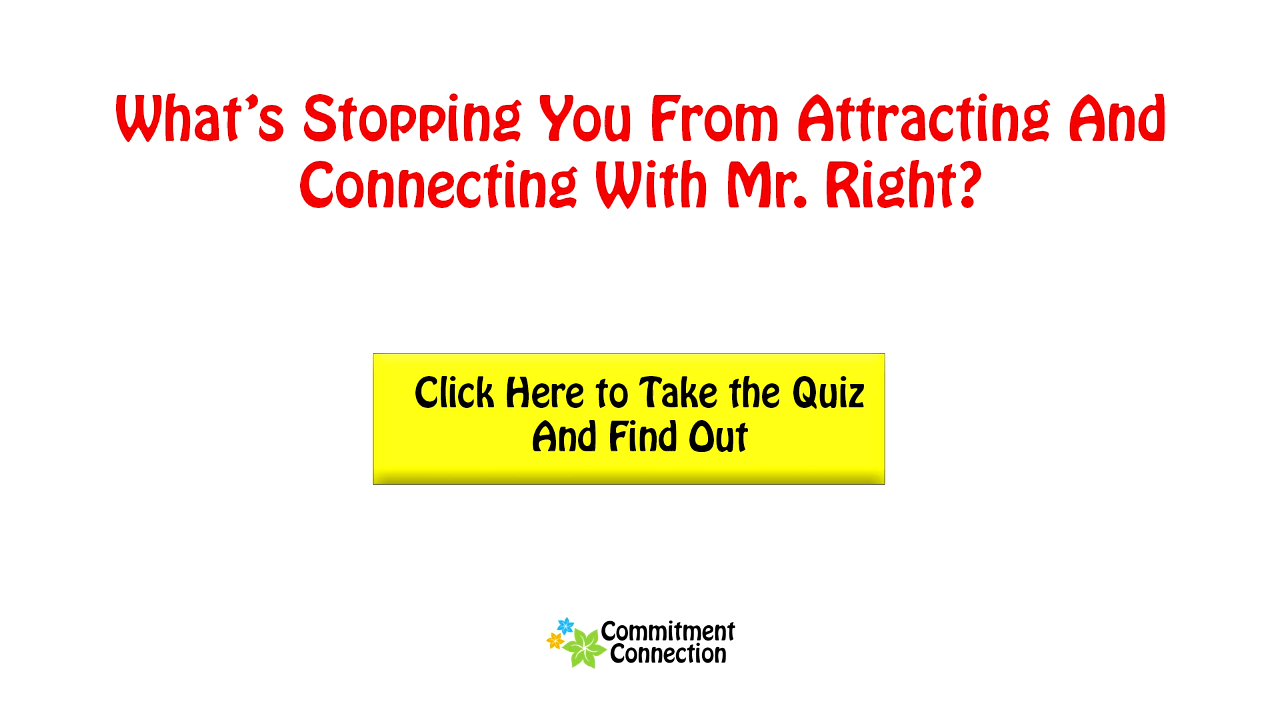 What's Stopping You From Attracting And
Connecting With Mr. Right?
Click Here to Take the Quiz
And Find Out
Commitment
Connection